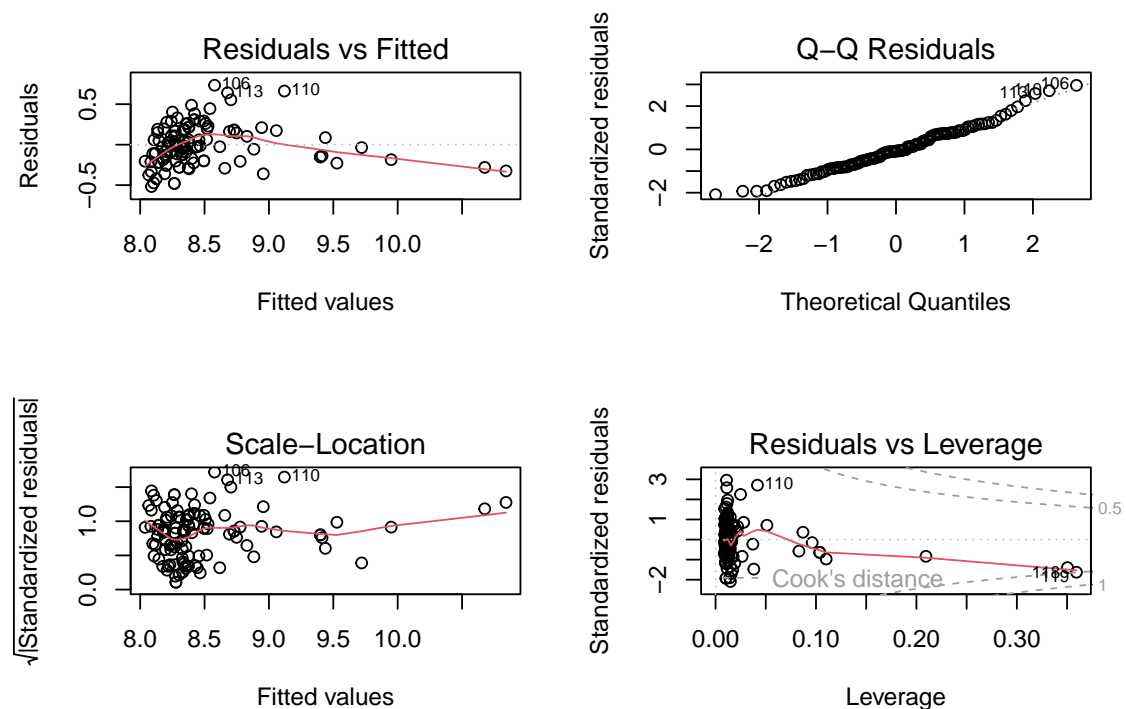 Residuals vs Fitted
Residuals
0.5
−0.5
106
113
110
8.0 8.5 9.0 9.5 10.0
Fitted values
Q−Q Residuals
Standardized residuals
2
0
−2
113
110
106
−2 −1 0 1 2
Theoretical Quantiles
Scale−Location
√|Standardized residuals|
1.0
0.0
106
113
110
8.0 8.5 9.0 9.5 10.0
Fitted values
Residuals vs Leverage
Standardized residuals
3
1
−2
110
118
119
Cook's distance
0.5
1
0.00 0.10 0.20 0.30
Leverage